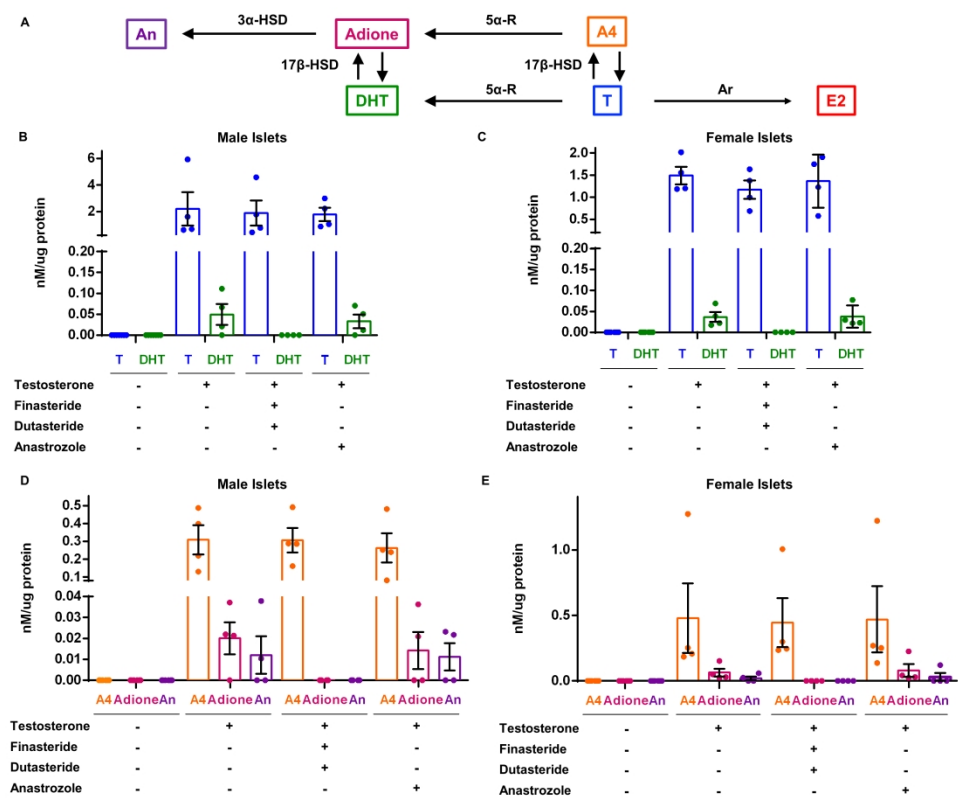 A
An
3α-HSD
Adione
5α-R
A4
17β-HSD
17β-HSD
DHT
5α-R
T
Ar
E2
B
Male Islets
nM/ug protein
6
4
2
0.20
0.15
0.10
0.05
0.00
T DHT T DHT T DHT T DHT
Testosterone - + + +
Finasteride - - + -
Dutasteride - - + -
Anastrozole - - - +
C
Female Islets
nM/ug protein
2.0
1.5
1.0
0.5
0.20
0.15
0.10
0.05
0.00
T DHT T DHT T DHT T DHT
Testosterone - + + +
Finasteride - - + -
Dutasteride - - + -
Anastrozole - - - +
D
Male Islets
nM/ug protein
0.5
0.4
0.3
0.2
0.1
0.04
0.03
0.02
0.01
0.00
A4 Adione An A4 Adione An A4 Adione An A4 Adione An
Testosterone - + + +
Finasteride - - + -
Dutasteride - - + -
Anastrozole - - - +
E
Female Islets
nM/ug protein
1.0
0.5
0.0
A4 Adione An A4 Adione An A4 Adione An A4 Adione An
Testosterone - + + +
Finasteride - - + -
Dutasteride - - + -
Anastrozole - - - +